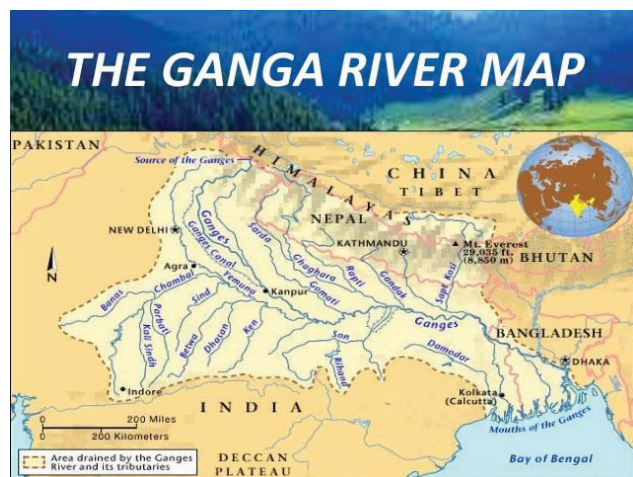 THE GANGA RIVER MAP
PAKISTAN
Source of the Ganges
HIMALAYAS
CHINA
TIBET
NEPAL
NEW DELHI
Ganges
Ganges Canal
Sarda
KATHMANDU
Mt. Everest
29,035 ft.
(8,850 m)
BHUTAN
N
Agra
Yemuna
Ghaghara
Gomati
Rapti
Gandak
Sapt Kosi
Banas
Chambal
Kanpur
Sind
Parbati
Kali Sindh
Betwa
Dhasan
Ken
Son
Rihand
Ganges
BANGLADESH
DHAKA
Damodar
Indore
Kolkata
(Calcutta)
Mouths of the Ganges
INDIA
0 200 Miles
0 200 Kilometers
DECCAN
PLATEAU
Bay of Bengal
Area drained by the Ganges
River and its tributaries